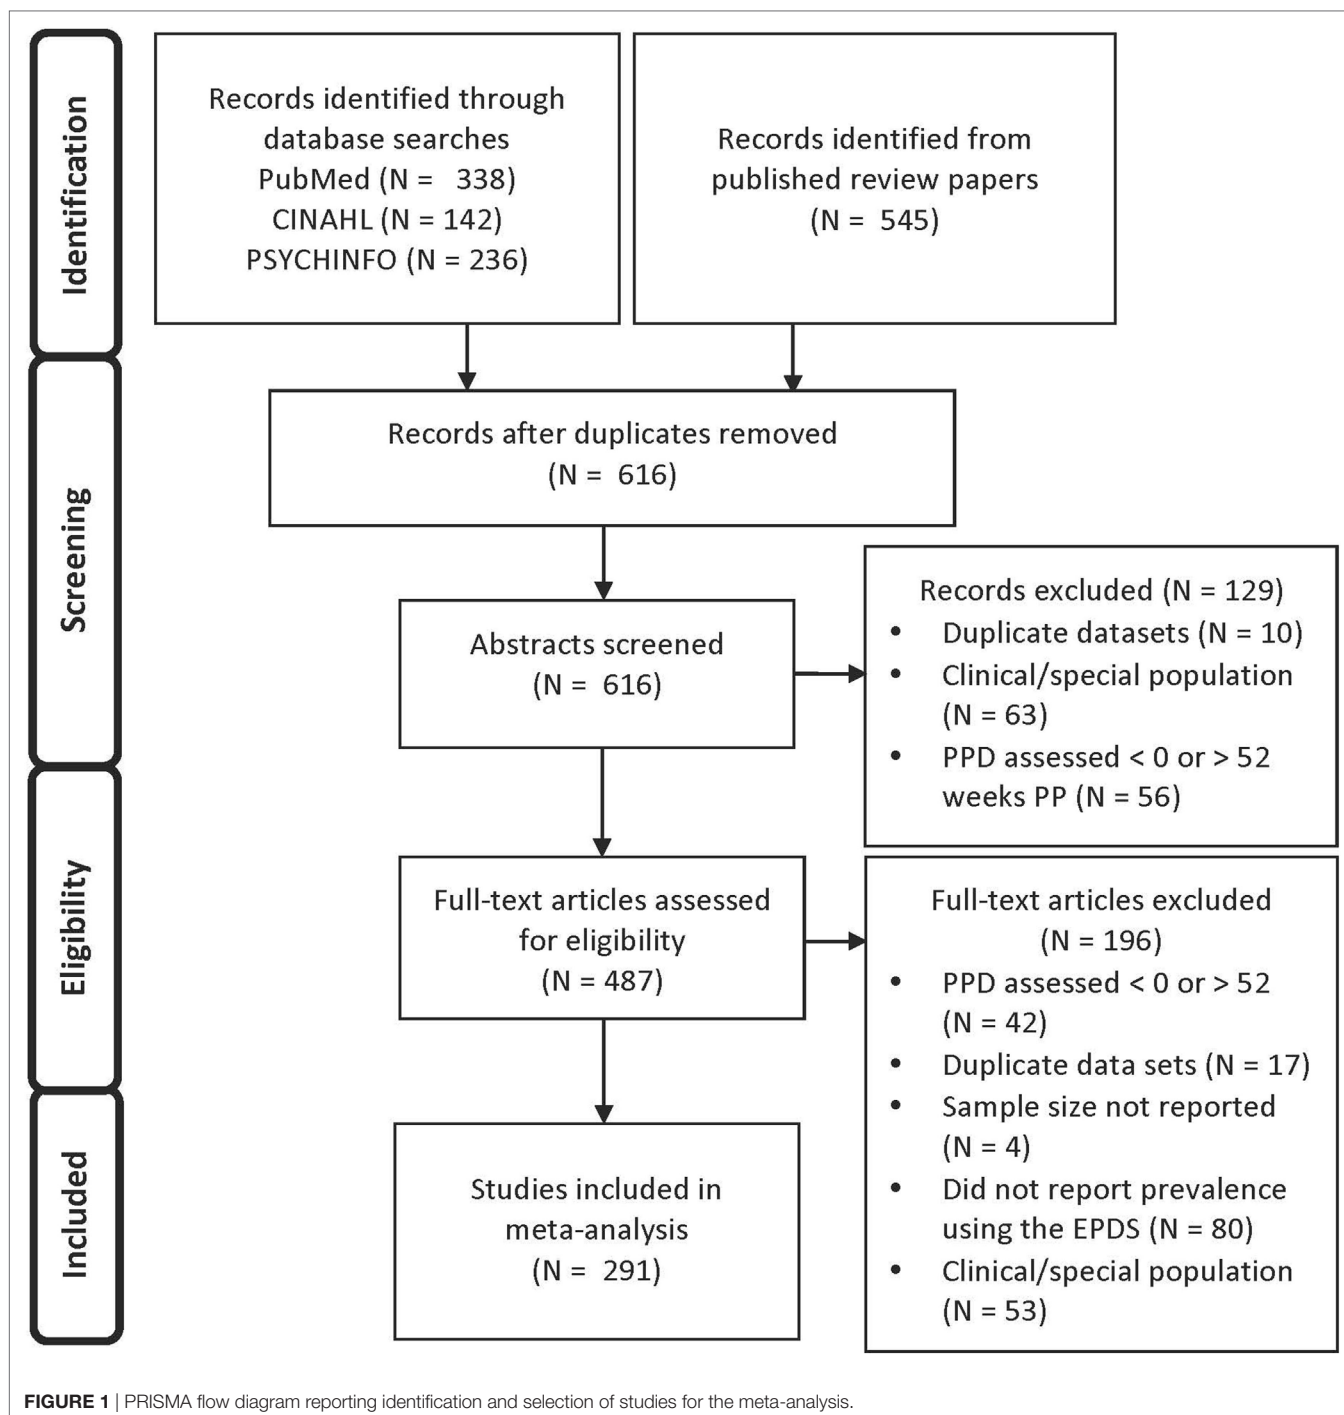 Identification
Records identified through
database searches
PubMed (N = 338)
CINAHL (N = 142)
PSYCHINFO (N = 236)
Records identified from
published review papers
(N = 545)
Screening
Records after duplicates removed
(N = 616)
Abstracts screened
(N = 616)
Records excluded (N = 129)
• Duplicate datasets (N = 10)
• Clinical/special population
(N = 63)
• PPD assessed < 0 or > 52
weeks PP (N = 56)
Eligibility
Full-text articles assessed
for eligibility
(N = 487)
Full-text articles excluded
(N = 196)
• PPD assessed < 0 or > 52
(N = 42)
• Duplicate data sets (N = 17)
• Sample size not reported
(N = 4)
• Did not report prevalence
using the EPDS (N = 80)
• Clinical/special population
(N = 53)
Included
Studies included in
meta-analysis
(N = 291)
FIGURE 1 | PRISMA flow diagram reporting identification and selection of studies for the meta-analysis.